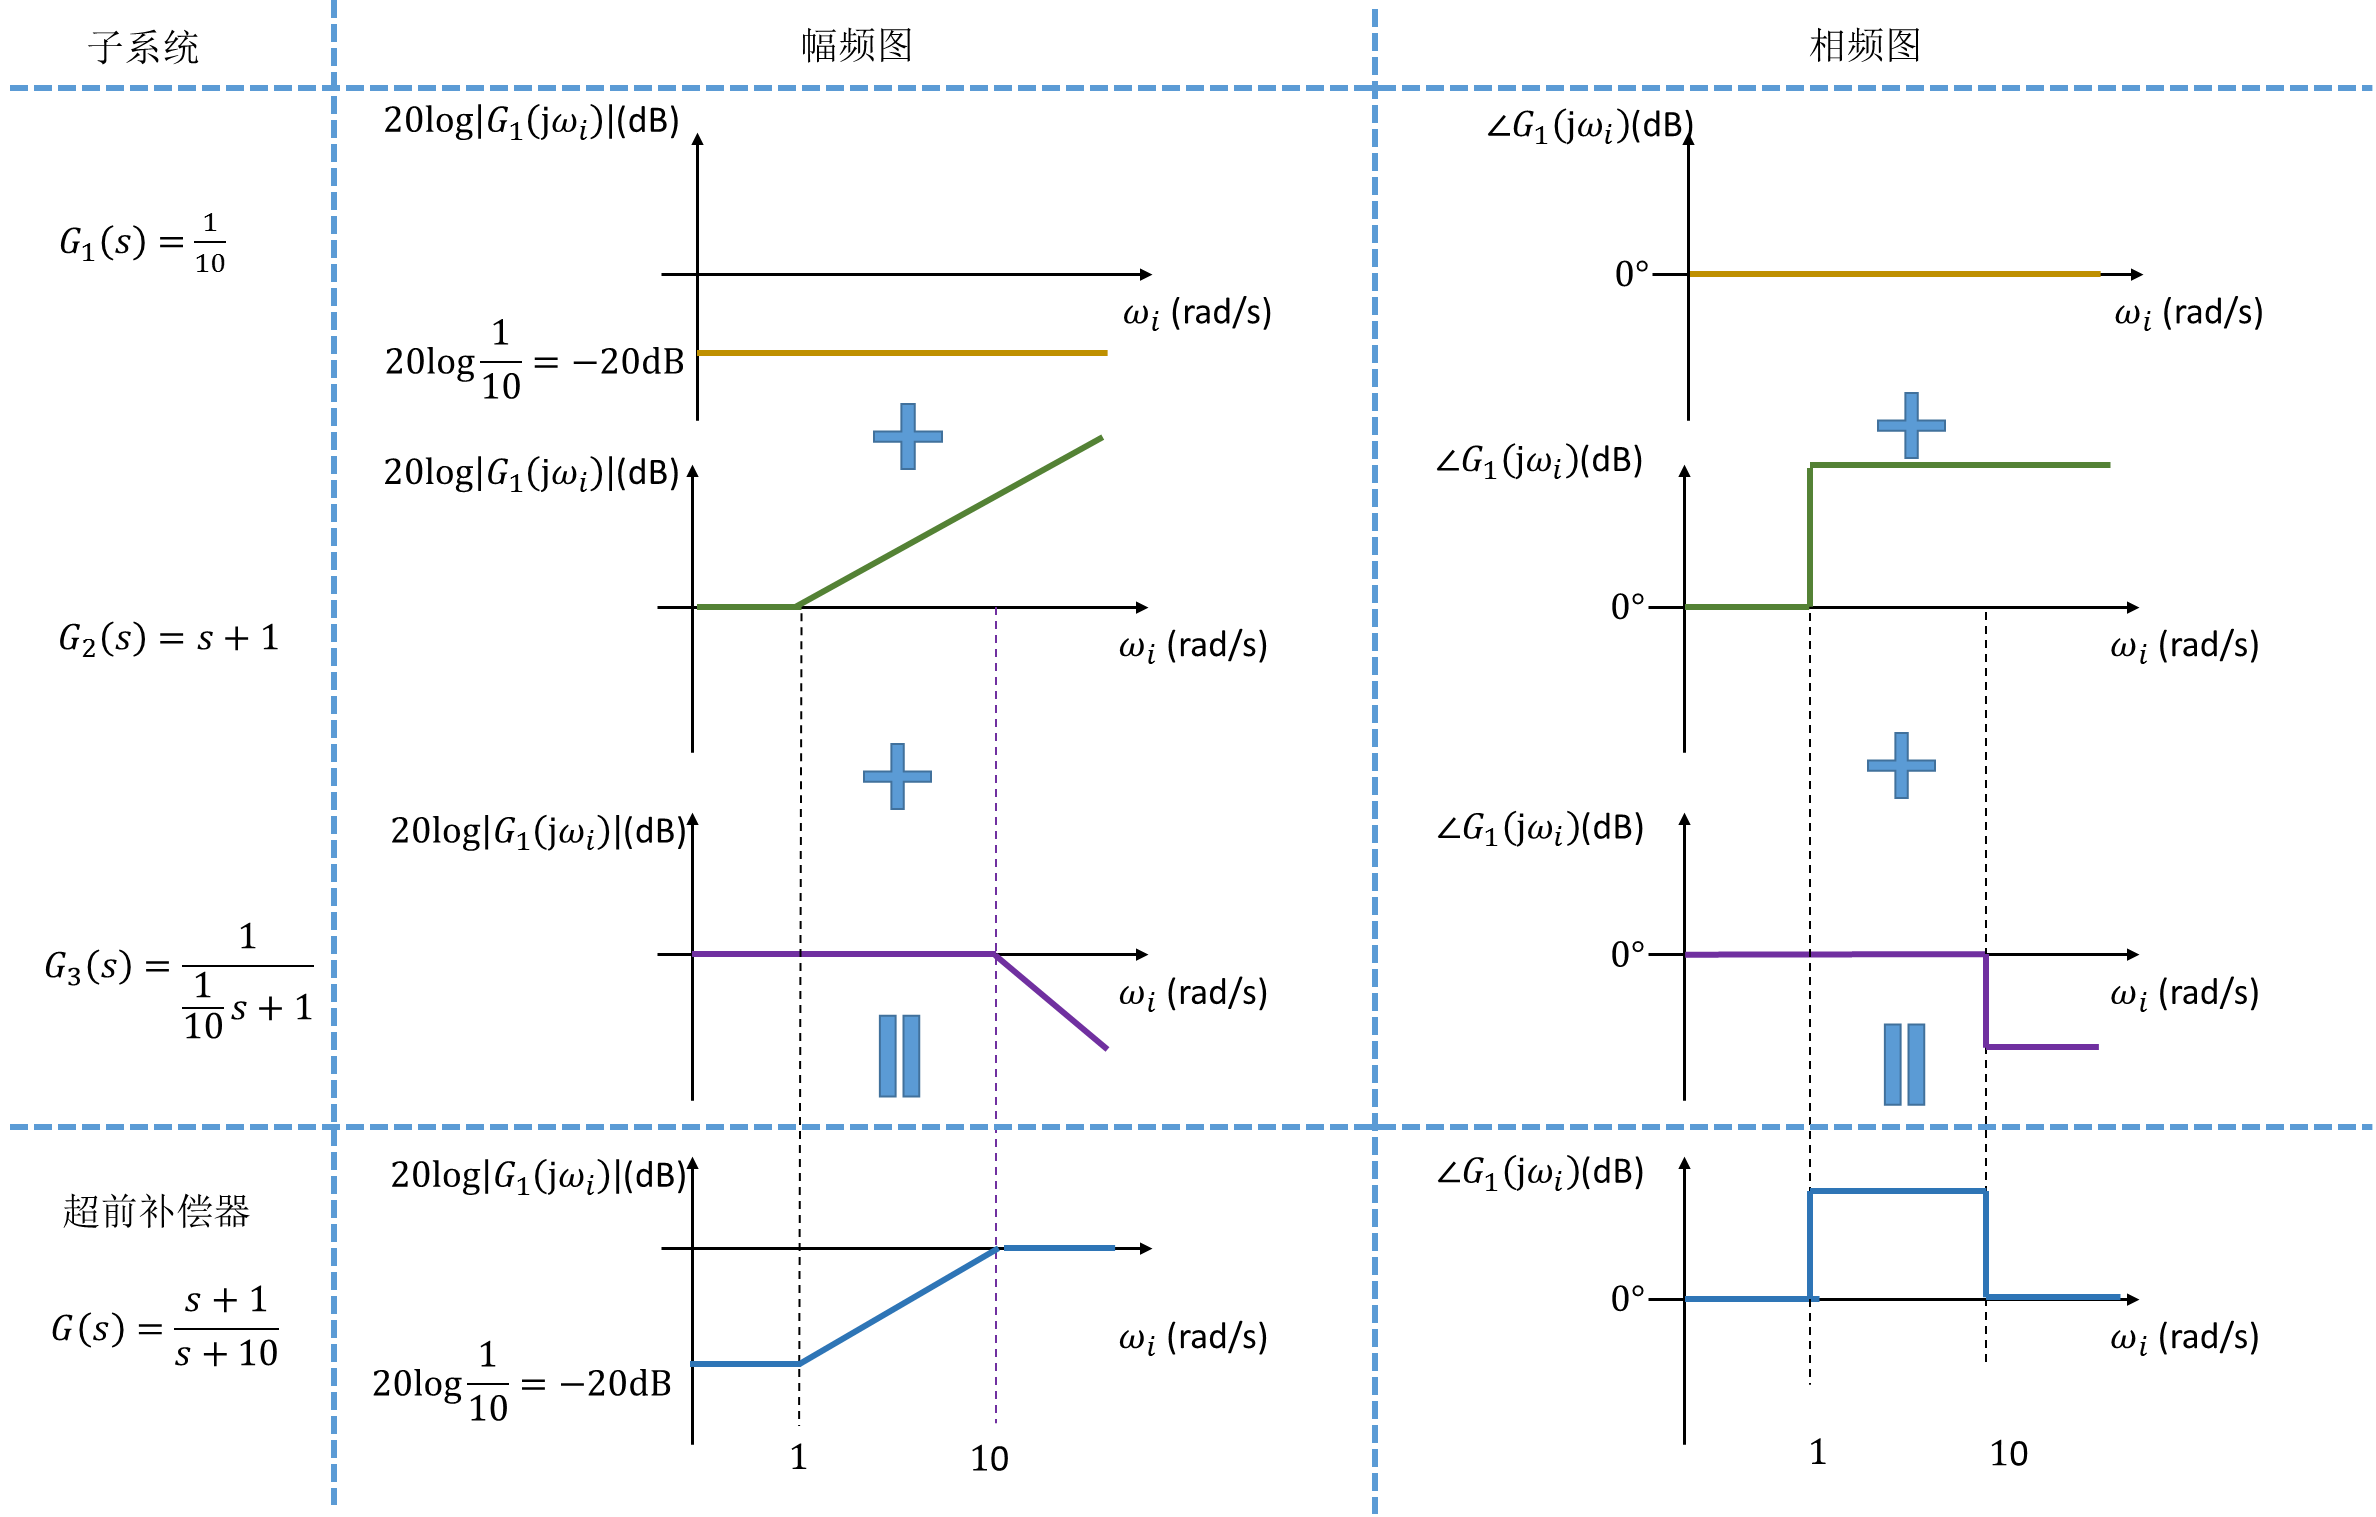 子系统 幅频图 相频图
20log|G₁(jωᵢ)|(dB) ∠G₁(jωᵢ)(dB)
G₁(s) = 1/10
0°
ωᵢ (rad/s) ωᵢ (rad/s)
20log 1/10 = −20dB
20log|G₁(jωᵢ)|(dB) ∠G₁(jωᵢ)(dB)
0°
G₂(s) = s + 1
ωᵢ (rad/s) ωᵢ (rad/s)
20log|G₁(jωᵢ)|(dB) ∠G₁(jωᵢ)(dB)
0°
G₃(s) = 1/(1/10 s + 1)
ωᵢ (rad/s) ωᵢ (rad/s)
20log|G₁(jωᵢ)|(dB) ∠G₁(jωᵢ)(dB)
超前补偿器
0°
G(s) = (s + 1)/(s + 10)
ωᵢ (rad/s) ωᵢ (rad/s)
20log 1/10 = −20dB
1 10 1 10